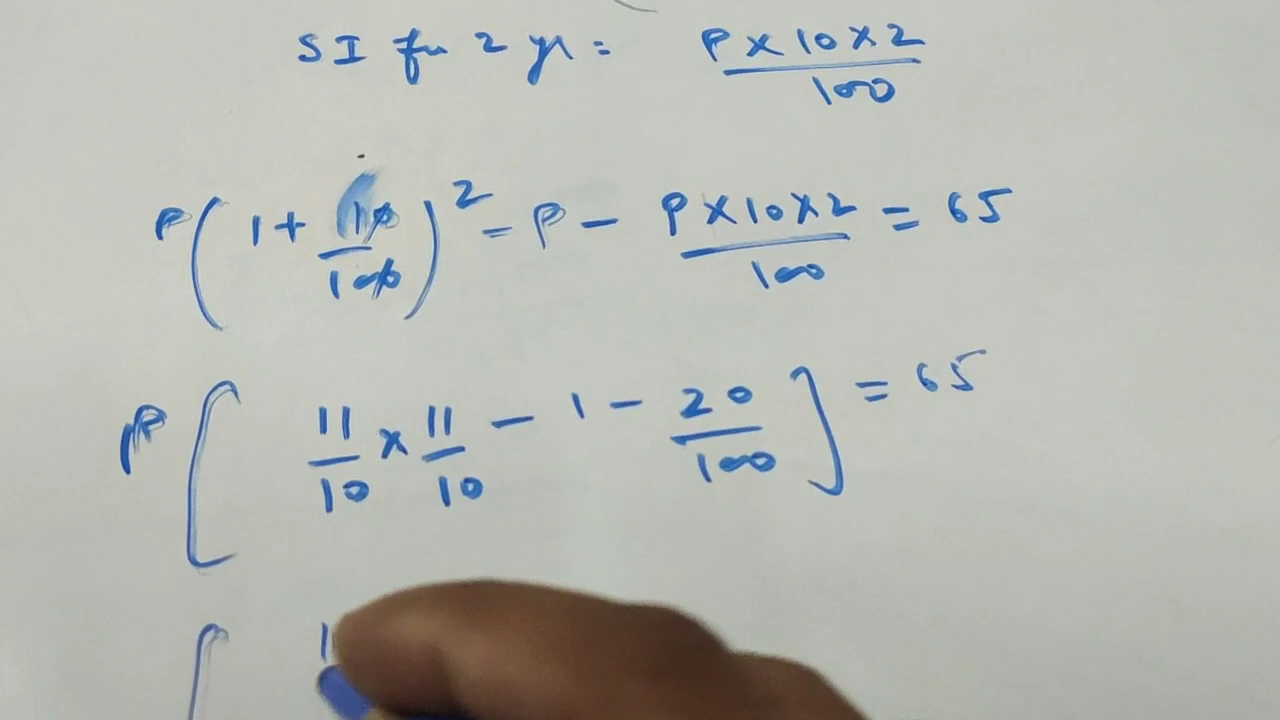 SI for 2 yr = P × 10 × 2 / 100
P ( 1 + 10/100 )² - P - P × 10 × 2 / 100 = 65
P [ 11/10 × 11/10 - 1 - 20/100 ] = 65
[ 1